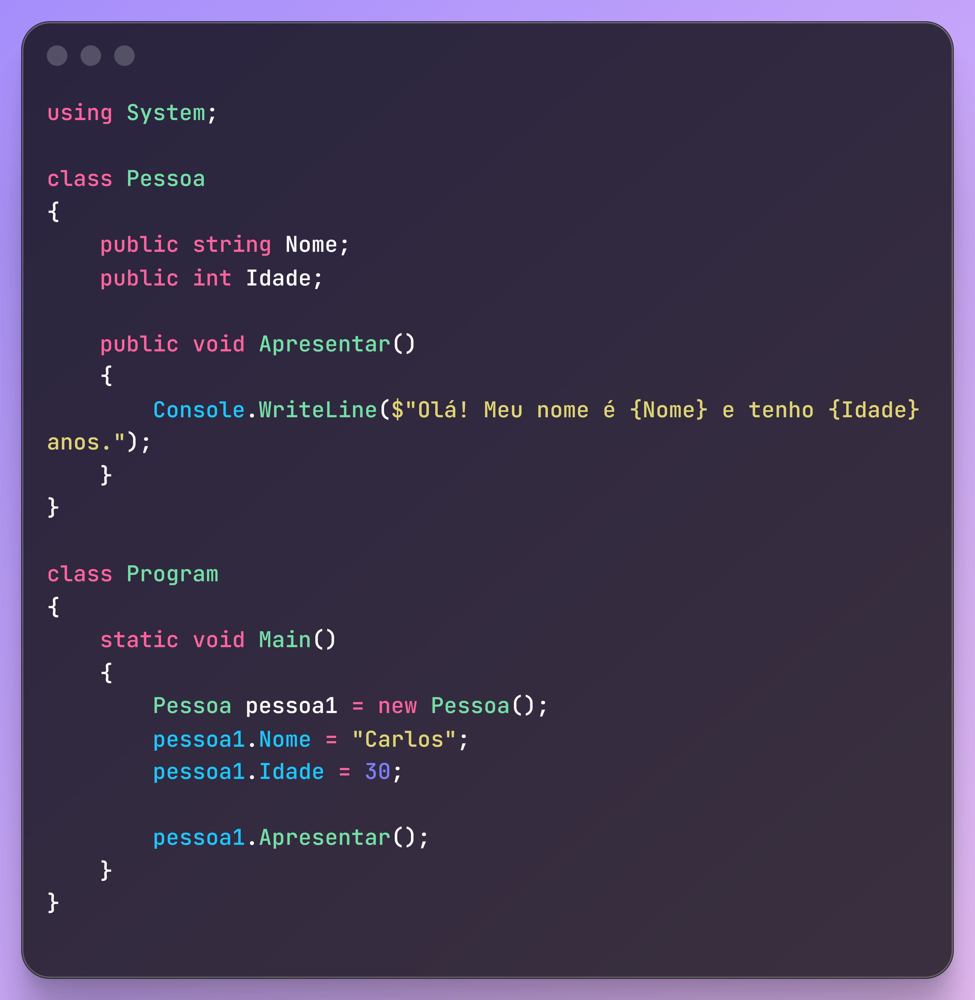 using System;

class Pessoa
{
    public string Nome;
    public int Idade;

    public void Apresentar()
    {
        Console.WriteLine($"Olá! Meu nome é {Nome} e tenho {Idade}
anos.");
    }
}

class Program
{
    static void Main()
    {
        Pessoa pessoa1 = new Pessoa();
        pessoa1.Nome = "Carlos";
        pessoa1.Idade = 30;

        pessoa1.Apresentar();
    }
}